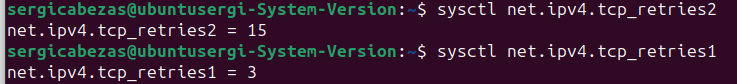 sergicabezas@ubuntusergi-System-Version:~$ sysctl net.ipv4.tcp_retries2
net.ipv4.tcp_retries2 = 15
sergicabezas@ubuntusergi-System-Version:~$ sysctl net.ipv4.tcp_retries1
net.ipv4.tcp_retries1 = 3